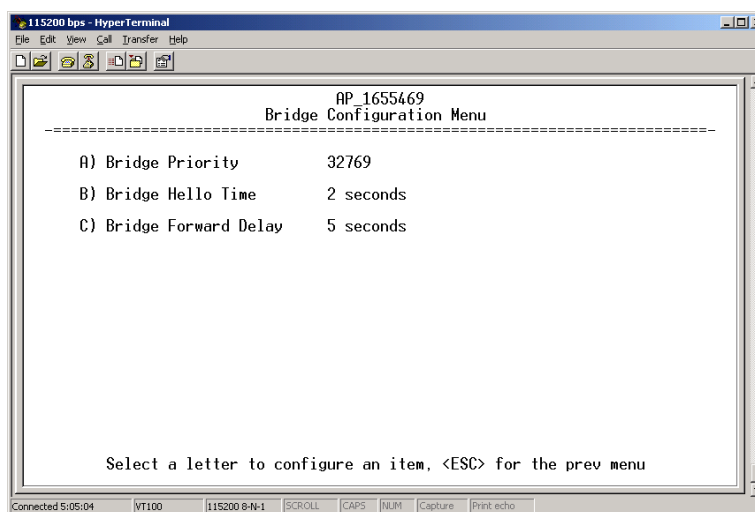 115200 bps - HyperTerminal
File Edit View Call Transfer Help
AP_1655469
Bridge Configuration Menu
-==========================================================================-
A) Bridge Priority 32769
B) Bridge Hello Time 2 seconds
C) Bridge Forward Delay 5 seconds
Select a letter to configure an item, <ESC> for the prev menu
Connected 5:05:04 VT100 115200 8-N-1 SCROLL CAPS NUM Capture Print echo